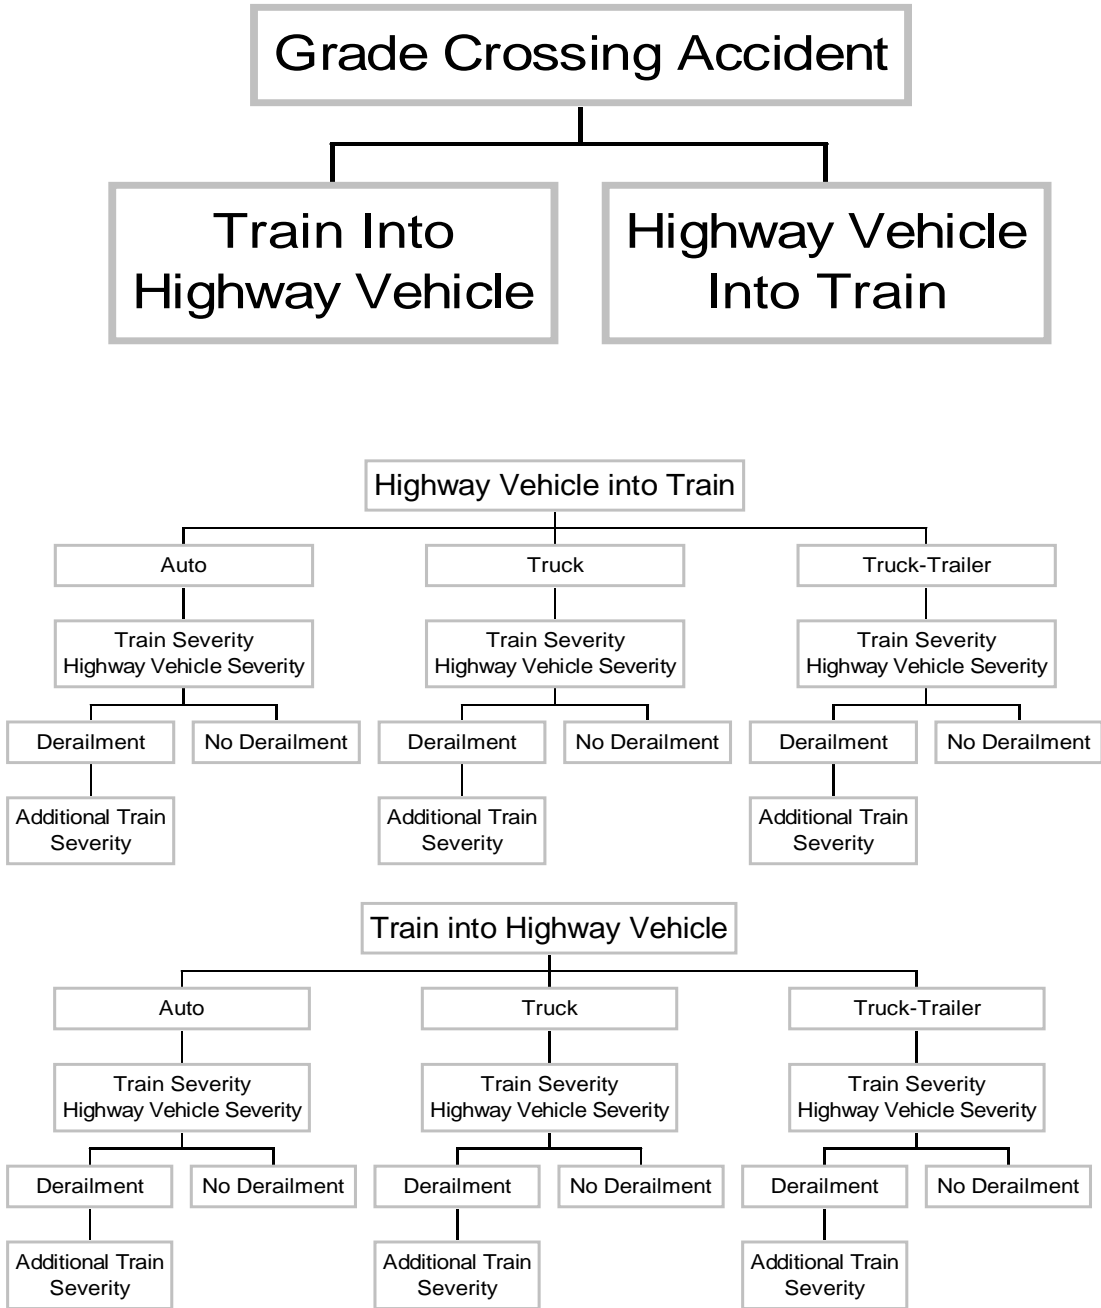 Grade Crossing Accident
Train Into
Highway Vehicle
Highway Vehicle
Into Train
Highway Vehicle into Train
Auto
Truck
Truck-Trailer
Train Severity
Highway Vehicle Severity
Train Severity
Highway Vehicle Severity
Train Severity
Highway Vehicle Severity
Derailment
No Derailment
Derailment
No Derailment
Derailment
No Derailment
Additional Train
Severity
Additional Train
Severity
Additional Train
Severity
Train into Highway Vehicle
Auto
Truck
Truck-Trailer
Train Severity
Highway Vehicle Severity
Train Severity
Highway Vehicle Severity
Train Severity
Highway Vehicle Severity
Derailment
No Derailment
Derailment
No Derailment
Derailment
No Derailment
Additional Train
Severity
Additional Train
Severity
Additional Train
Severity